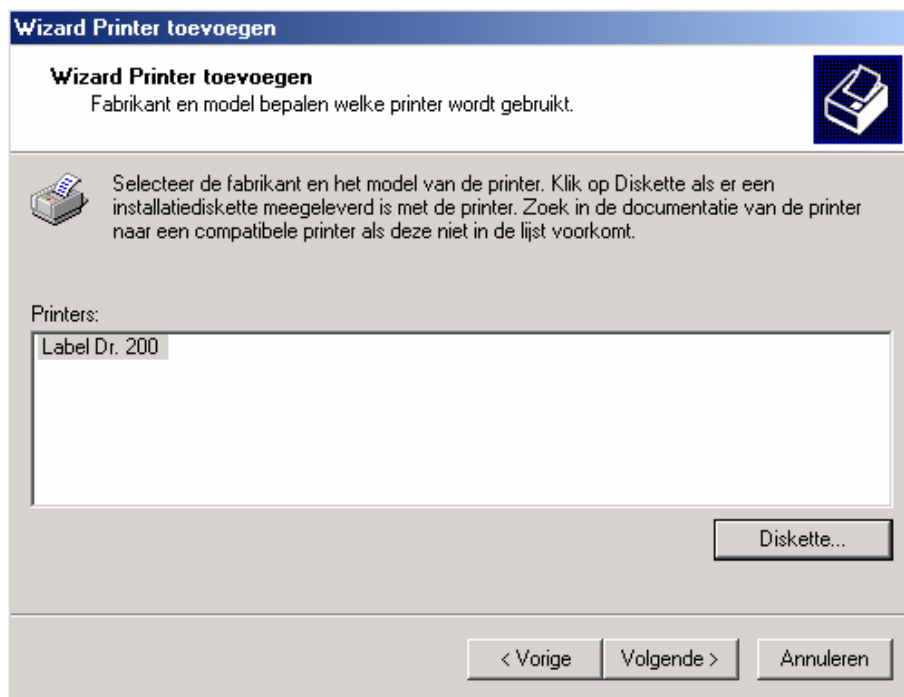 Wizard Printer toevoegen
Wizard Printer toevoegen
Fabrikant en model bepalen welke printer wordt gebruikt.
Selecteer de fabrikant en het model van de printer. Klik op Diskette als er een
installatiediskette meegeleverd is met de printer. Zoek in de documentatie van de printer
naar een compatibele printer als deze niet in de lijst voorkomt.
Printers:
Label Dr. 200
Diskette...
< Vorige
Volgende >
Annuleren